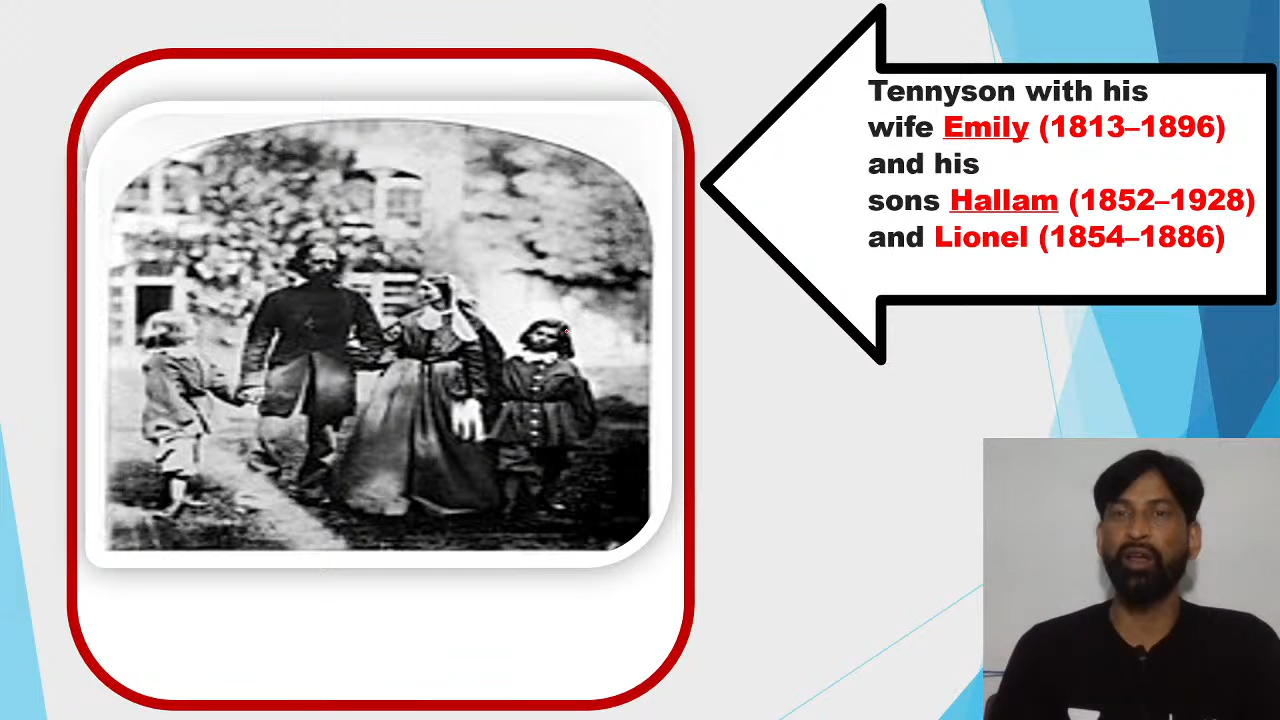 Tennyson with his
wife Emily (1813–1896)
and his
sons Hallam (1852–1928)
and Lionel (1854–1886)